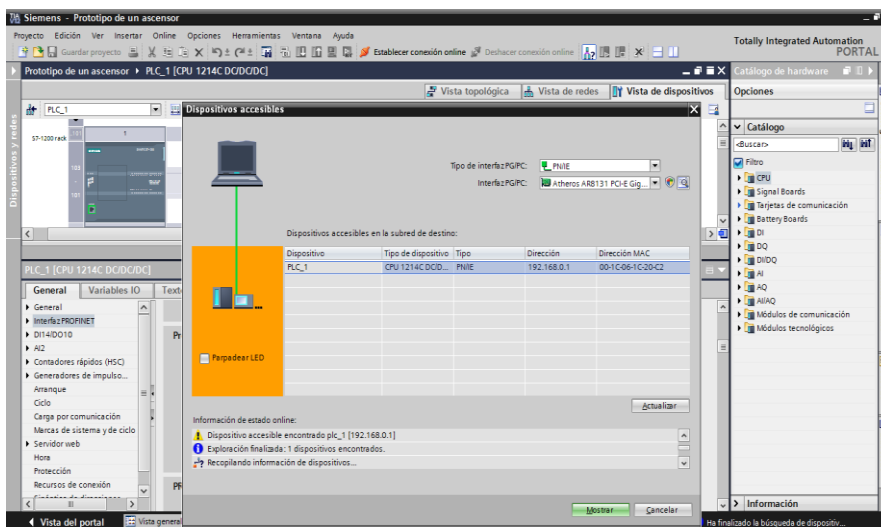 Siemens - Prototipo de un ascensor
Proyecto Edición Ver Insertar Online Opciones Herramientas Ventana Ayuda
Guardar proyecto
Establecer conexión online
Deshacer conexión online
Totally Integrated Automation
PORTAL
Prototipo de un ascensor PLC_1 [CPU 1214C DC/DC/DC]
Catálogo de hardware
Vista topológica Vista de redes Vista de dispositivos
Opciones
PLC_1
Dispositivos y redes
S7-1200 rack
1
103
101
Dispositivos accesibles
Tipo de interfaz PG/PC: PN/IE
Interfaz PG/PC: Atheros AR8131 PCI-E Gig...
Dispositivos accesibles en la subred de destino:
Dispositivo Tipo de dispositivo Tipo Dirección Dirección MAC
PLC_1 CPU 1214C DC/D... PN/IE 192.168.0.1 00-1C-06-1C-20-C2
Parpadear LED
Actualizar
Información de estado online:
Dispositivo accesible encontrado plc_1 [192.168.0.1]
Exploración finalizada: 1 dispositivos encontrados.
Recopilando información de dispositivos...
Mostrar Cancelar
PLC_1 [CPU 1214C DC/DC/DC]
General Variables IO Text
General
Interfaz PROFINET
DI14/DO10
AI2
Contadores rápidos (HSC)
Generadores de impulso...
Arranque
Ciclo
Carga por comunicación
Marcas de sistema y de ciclo
Servidor web
Hora
Protección
Recursos de conexión
Catálogo
<Buscar>
Filtro
CPU
Signal Boards
Tarjetas de comunicación
Battery Boards
DI
DQ
DI/DQ
AI
AQ
AI/AQ
Módulos de comunicación
Módulos tecnológicos
Información
Vista del portal
Vista general
Ha finalizado la búsqueda de dispositiv...